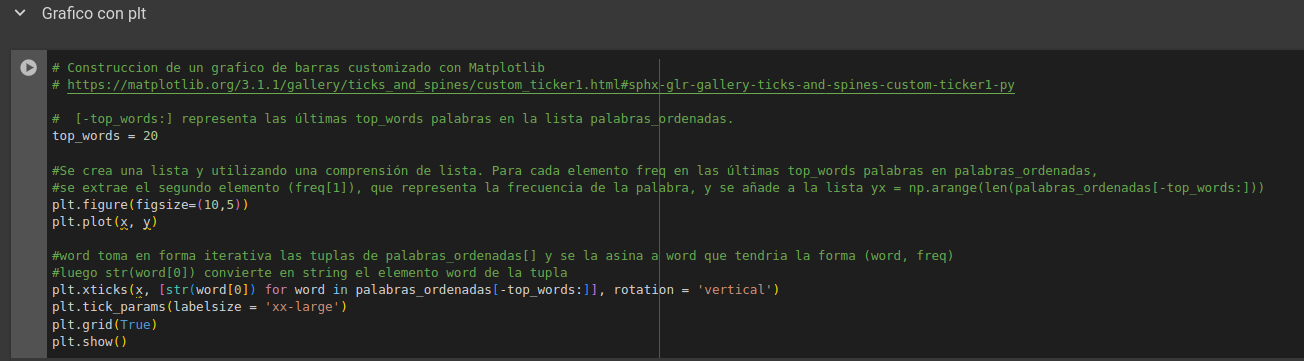 Grafico con plt
# Construccion de un grafico de barras customizado con Matplotlib
# https://matplotlib.org/3.1.1/gallery/ticks_and_spines/custom_ticker1.html#sphx-glr-gallery-ticks-and-spines-custom-ticker1-py
#  [-top_words:] representa las últimas top_words palabras en la lista palabras_ordenadas.
top_words = 20
#Se crea una lista y utilizando una comprensión de lista. Para cada elemento freq en las últimas top_words palabras en palabras_ordenadas,
#se extrae el segundo elemento (freq[1]), que representa la frecuencia de la palabra, y se añade a la lista yx = np.arange(len(palabras_ordenadas[-top_words:]))
plt.figure(figsize=(10,5))
plt.plot(x, y)
#word toma en forma iterativa las tuplas de palabras_ordenadas[] y se la asina a word que tendria la forma (word, freq)
#luego str(word[0]) convierte en string el elemento word de la tupla
plt.xticks(x, [str(word[0]) for word in palabras_ordenadas[-top_words:]], rotation = 'vertical')
plt.tick_params(labelsize = 'xx-large')
plt.grid(True)
plt.show()